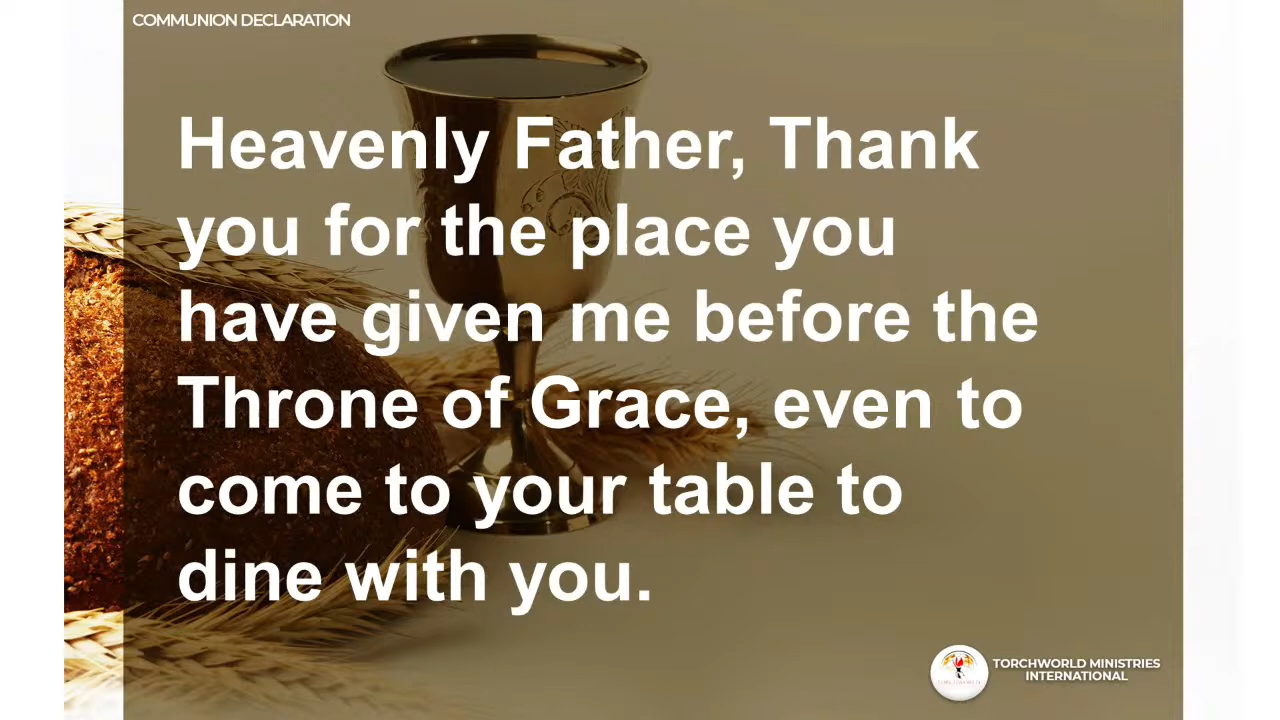 COMMUNION DECLARATION
Heavenly Father, Thank
you for the place you
have given me before the
Throne of Grace, even to
come to your table to
dine with you.
TORCHWORLD MINISTRIES
INTERNATIONAL